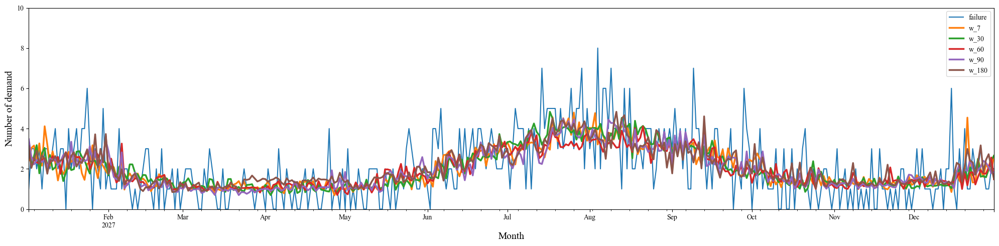 10
8
6
4
2
0
Number of demand
failure
w_7
w_30
w_60
w_90
w_180
Feb Mar Apr May Jun Jul Aug Sep Oct Nov Dec
2027
Month